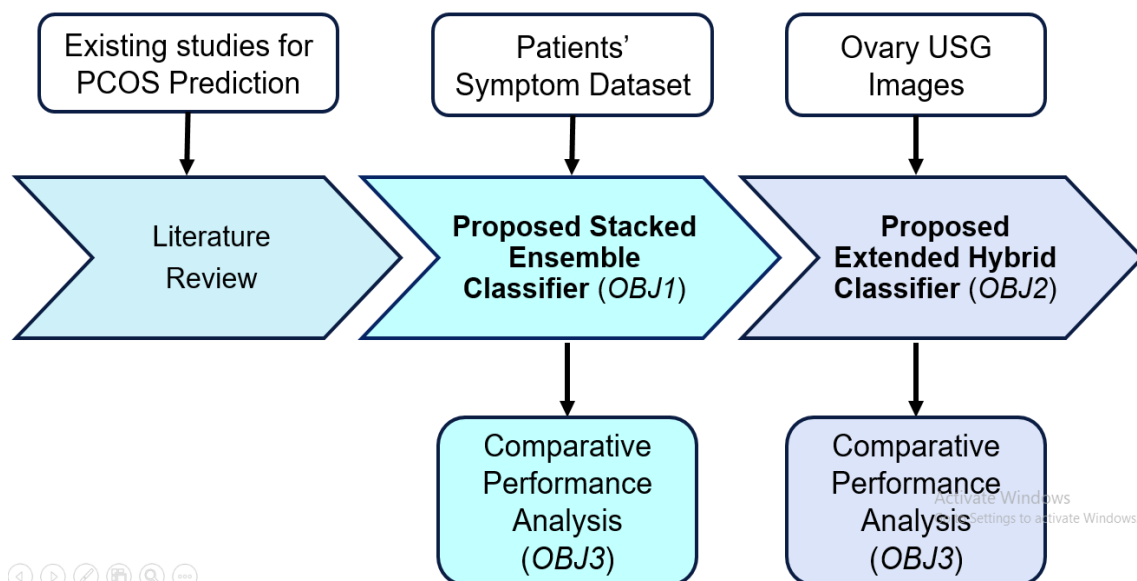 Existing studies for
PCOS Prediction
Patients’
Symptom Dataset
Ovary USG
Images
Literature
Review
Proposed Stacked
Ensemble
Classifier (OBJ1)
Proposed
Extended Hybrid
Classifier (OBJ2)
Comparative
Performance
Analysis
(OBJ3)
Comparative
Performance
Analysis
(OBJ3)
Activate Windows
Go to Settings to activate Windows.